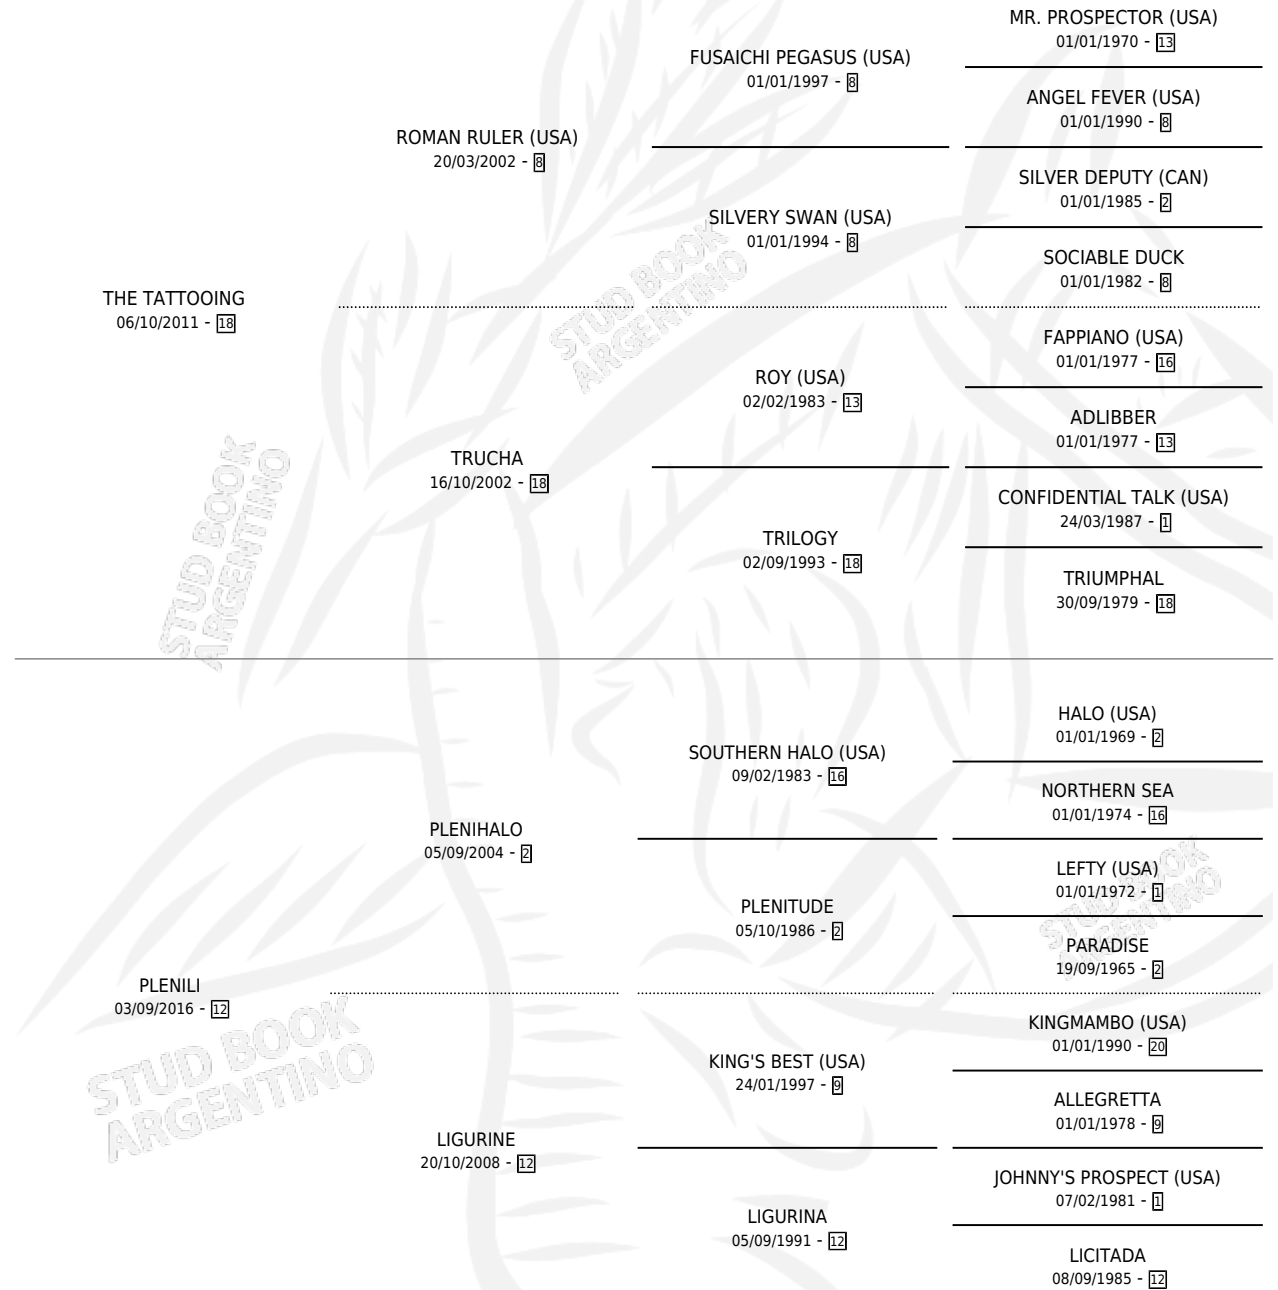 MR. PROSPECTOR (USA)
01/01/1970 - 13
FUSAICHI PEGASUS (USA)
01/01/1997 - 8
ANGEL FEVER (USA)
01/01/1990 - 8
ROMAN RULER (USA)
20/03/2002 - 8
SILVER DEPUTY (CAN)
01/01/1985 - 2
SILVERY SWAN (USA)
01/01/1994 - 8
SOCIABLE DUCK
01/01/1982 - 8
THE TATTOOING
06/10/2011 - 18
STUD BOOK
ARGENTINO
FAPPIANO (USA)
01/01/1977 - 16
ROY (USA)
02/02/1983 - 13
ADLIBBER
01/01/1977 - 13
TRUCHA
16/10/2002 - 18
CONFIDENTIAL TALK (USA)
24/03/1987 - 1
TRILOGY
02/09/1993 - 18
TRIUMPHAL
30/09/1979 - 18
STUD BOOK
ARGENTINO
HALO (USA)
01/01/1969 - 2
SOUTHERN HALO (USA)
09/02/1983 - 16
NORTHERN SEA
01/01/1974 - 16
PLENIHALO
05/09/2004 - 2
LEFTY (USA)
01/01/1972 - 1
PLENITUDE
05/10/1986 - 2
PARADISE
19/09/1965 - 2
STUD BOOK
ARGENTINO
PLENILI
03/09/2016 - 12
KINGMAMBO (USA)
01/01/1990 - 20
KING'S BEST (USA)
24/01/1997 - 9
ALLEGRETTA
01/01/1978 - 9
STUD BOOK
ARGENTINO
LIGURINE
20/10/2008 - 12
JOHNNY'S PROSPECT (USA)
07/02/1981 - 1
LIGURINA
05/09/1991 - 12
LICITADA
08/09/1985 - 12